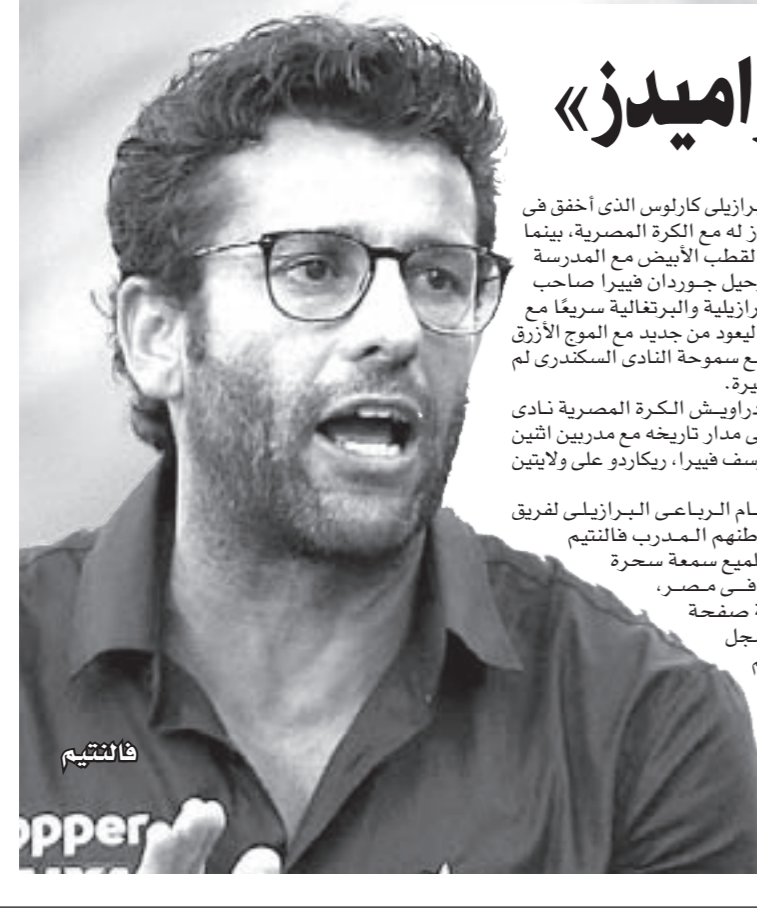 اميدز»
برازيلى كارلوس الذى أخفق فى
ز له مع الكرة المصرية، بينما
لقطب الأبيض مع المدرسة
رحيل جوردان فييرا صاحب
رازيلية والبرتغالية سريعًا مع
ليعود من جديد مع الموج الأزرق
ع سموحة النادى السكندرى لم
يرة.
دراويش الكرة المصرية نادى
ى مدار تاريخه مع مدربين اثنين
سف فييرا، ريكاردو على ولايتين
ـام الرباعى البرازيلى لفريق
طنهم المدرب فالنتيم
لميع سمعة سحرة
فى مصر،
ة صفحة
جل
م
فالنتيم
opper